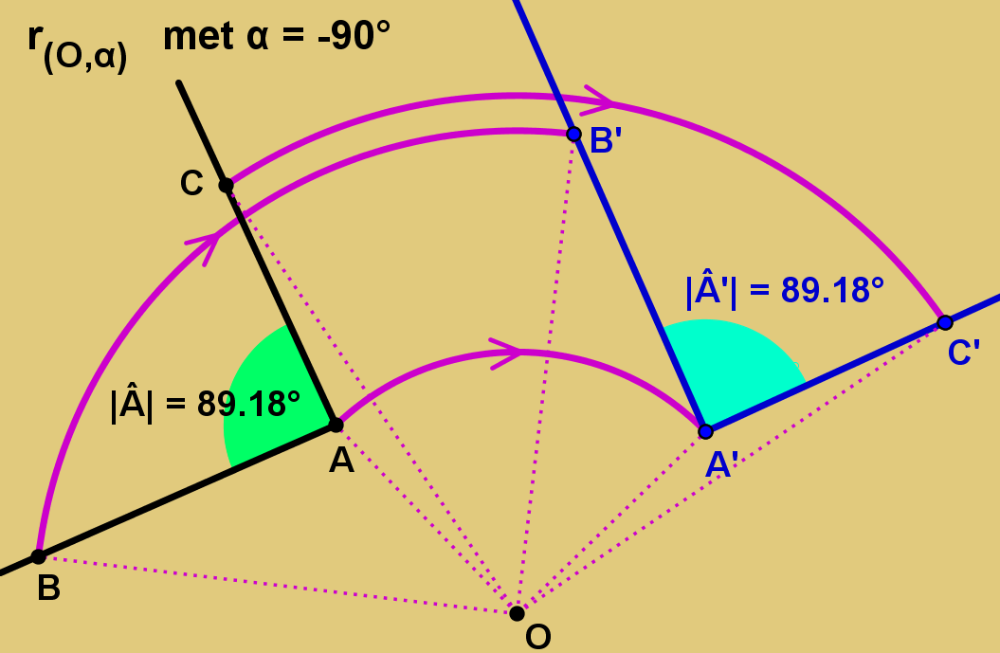 r(O,α) met α = -90°
B'
C
|Â'| = 89.18°
C'
|Â| = 89.18°
A
A'
B
O